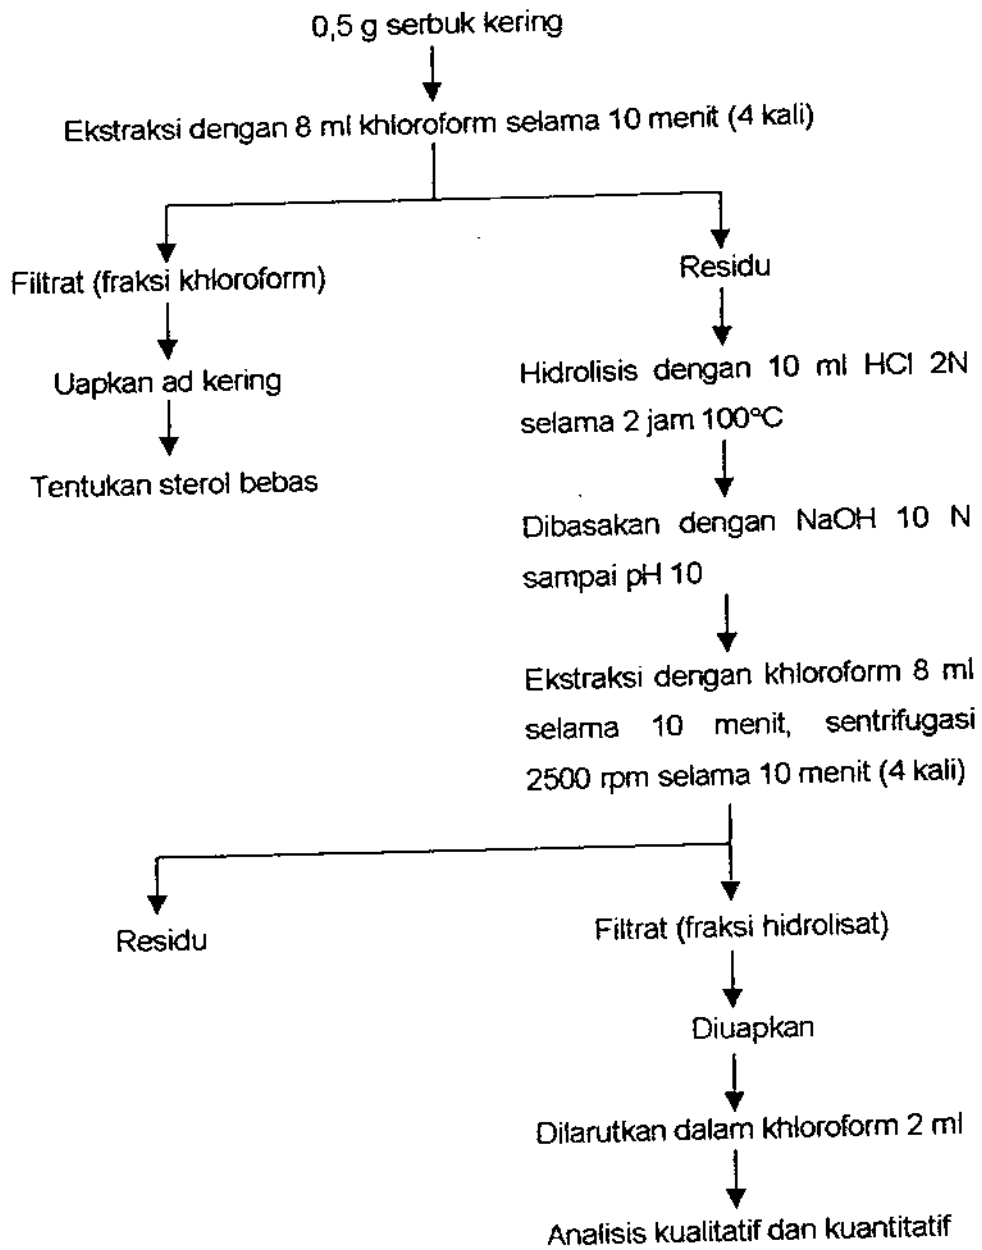 0,5 g serbuk kering
Ekstraksi dengan 8 ml khloroform selama 10 menit (4 kali)
Filtrat (fraksi khloroform)
Uapkan ad kering
Tentukan sterol bebas
Residu
Hidrolisis dengan 10 ml HCl 2N
selama 2 jam 100°C
Dibasakan dengan NaOH 10 N
sampai pH 10
Ekstraksi dengan khloroform 8 ml
selama 10 menit, sentrifugasi
2500 rpm selama 10 menit (4 kali)
Residu
Filtrat (fraksi hidrolisat)
Diuapkan
Dilarutkan dalam khloroform 2 ml
Analisis kualitatif dan kuantitatif